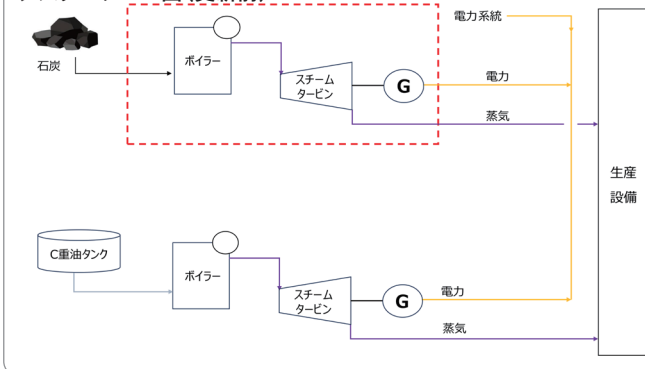 電力系統
石炭
ボイラー
スチーム
タービン
G
電力
蒸気
生産
設備
C重油タンク
ボイラー
スチーム
タービン
G
電力
蒸気